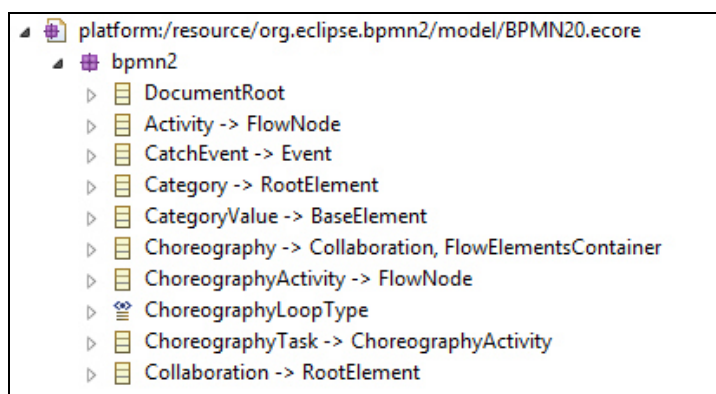 platform:/resource/org.eclipse.bpmn2/model/BPMN20.ecore
bpmn2
DocumentRoot
Activity -> FlowNode
CatchEvent -> Event
Category -> RootElement
CategoryValue -> BaseElement
Choreography -> Collaboration, FlowElementsContainer
ChoreographyActivity -> FlowNode
ChoreographyLoopType
ChoreographyTask -> ChoreographyActivity
Collaboration -> RootElement